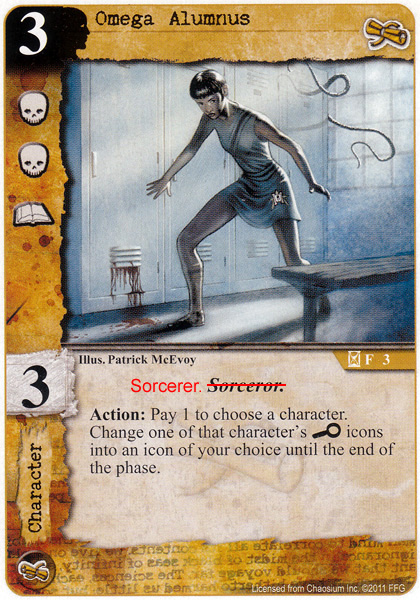 3
Omega Alumnus
Illus. Patrick McEvoy
F 3
3
Sorcerer. Sorceror.
Action: Pay 1 to choose a character.
Change one of that character's icons
into an icon of your choice until the end of
the phase.
Character
Licensed from Chaosium Inc. ©2011 FFG